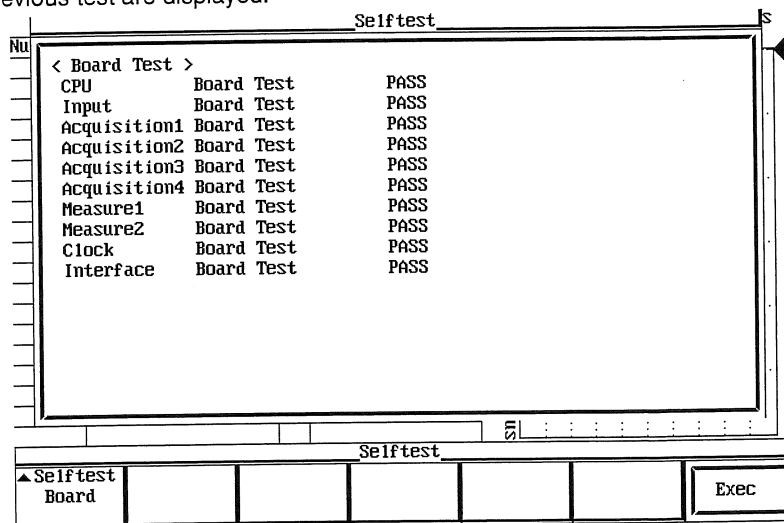 evious test are displayed.
Selftest
s
Nu
< Board Test >
CPU Board Test PASS
Input Board Test PASS
Acquisition1 Board Test PASS
Acquisition2 Board Test PASS
Acquisition3 Board Test PASS
Acquisition4 Board Test PASS
Measure1 Board Test PASS
Measure2 Board Test PASS
Clock Board Test PASS
Interface Board Test PASS
us
Selftest
▲Selftest
Board
Exec